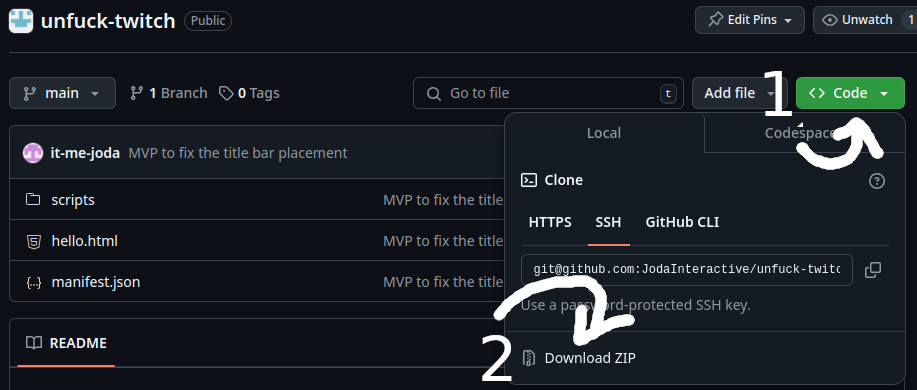 unfuck-twitch Public Edit Pins Unwatch 1
main 1 Branch 0 Tags Go to file t Add file 1 Code
Local Codespace
it-me-joda MVP to fix the title bar placement
Clone
scripts MVP to fix the title
HTTPS SSH GitHub CLI
hello.html MVP to fix the title
git@github.com:JodaInteractive/unfuck-twitc
manifest.json MVP to fix the title
Use a password-protected SSH key.
README
2 Download ZIP